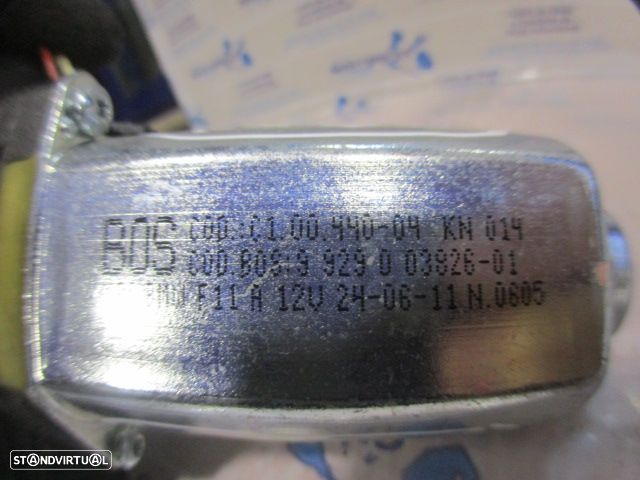 BOS
COD.:C1.00.440-04 KN 014
COD.BOS:9 929 0 03826-01
F11-A 12V 24-06-11 N.0605
STANDVIRTUAL